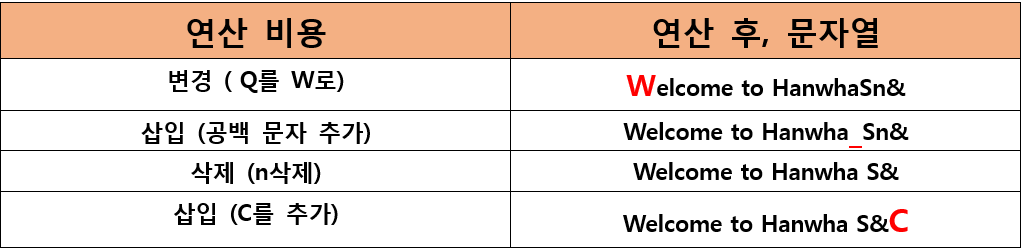 연산 비용 연산 후, 문자열
변경 ( Q를 W로) Welcome to HanwhaSn&
삽입 (공백 문자 추가) Welcome to Hanwha_Sn&
삭제 (n삭제) Welcome to Hanwha S&
삽입 (C를 추가) Welcome to Hanwha S&C